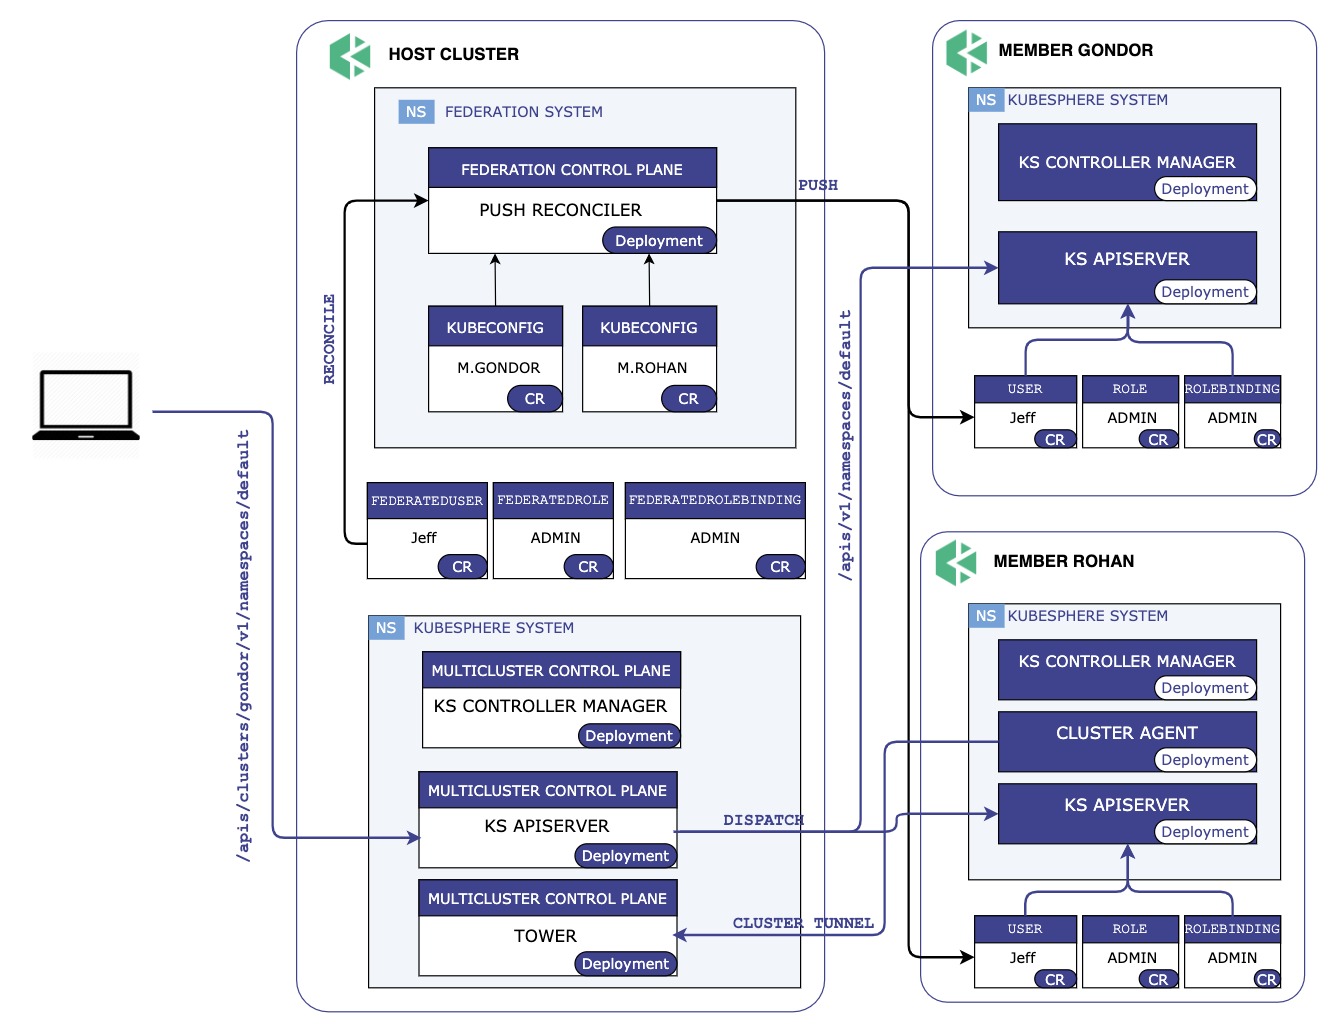 HOST CLUSTER
NS FEDERATION SYSTEM
FEDERATION CONTROL PLANE
PUSH RECONCILER
Deployment
PUSH
RECONCILE
KUBECONFIG
M.GONDOR
CR
KUBECONFIG
M.ROHAN
CR
FEDERATEDUSER
Jeff
CR
FEDERATEDROLE
ADMIN
CR
FEDERATEDROLEBINDING
ADMIN
CR
/apis/clusters/gondor/v1/namespaces/default
NS KUBESPHERE SYSTEM
MULTICLUSTER CONTROL PLANE
KS CONTROLLER MANAGER
Deployment
MULTICLUSTER CONTROL PLANE
KS APISERVER
Deployment
DISPATCH
MULTICLUSTER CONTROL PLANE
TOWER
Deployment
CLUSTER TUNNEL
/apis/v1/namespaces/default
MEMBER GONDOR
NS KUBESPHERE SYSTEM
KS CONTROLLER MANAGER
Deployment
KS APISERVER
Deployment
USER
Jeff
CR
ROLE
ADMIN
CR
ROLEBINDING
ADMIN
CR
MEMBER ROHAN
NS KUBESPHERE SYSTEM
KS CONTROLLER MANAGER
Deployment
CLUSTER AGENT
Deployment
KS APISERVER
Deployment
USER
Jeff
CR
ROLE
ADMIN
CR
ROLEBINDING
ADMIN
CR